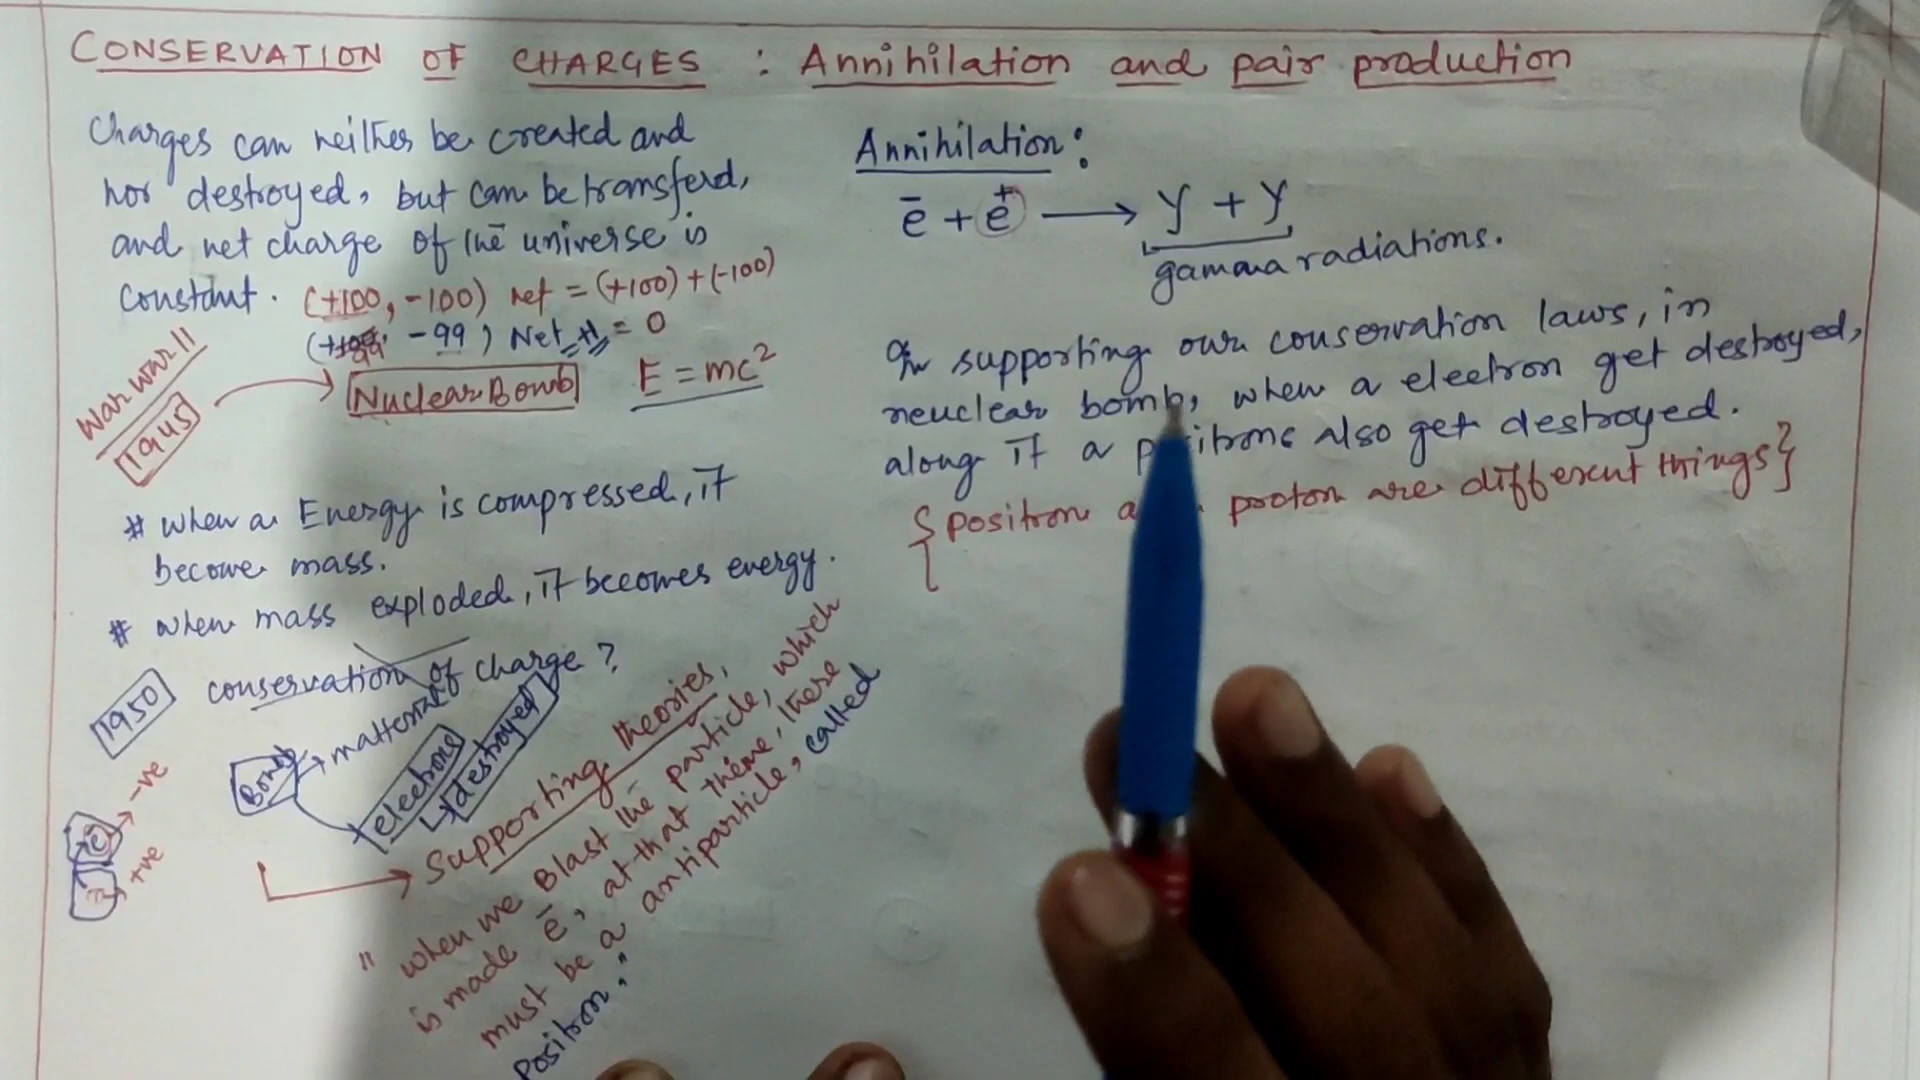 CONSERVATION OF CHARGES : Annihilation and pair production
Charges can neither be created and
nor destroyed, but can be transferd,
and net charge of the universe is
constant. (+100, -100) net = (+100)+(-100)
-99) Net +1 = 0
War war II
1945
Nuclear Bomb E = mc²
# when a Energy is compressed, it
become mass.
# when mass exploded, it becomes energy.
1950 conservation of charge ?
Bomb
electrons
destroyed
-ve
+ve
Supporting theories,
" when we Blast the particle, which
is made ē, at that theme, there
must be a antiparticle, called
Positron."
Annihilation :
ē + e⁺ → γ + γ
gamma radiations.
supporting our conservation laws, in
neuclear bomb, when a electron get destroyed,
along it a also get destroyed.
{ positron proton are different things}